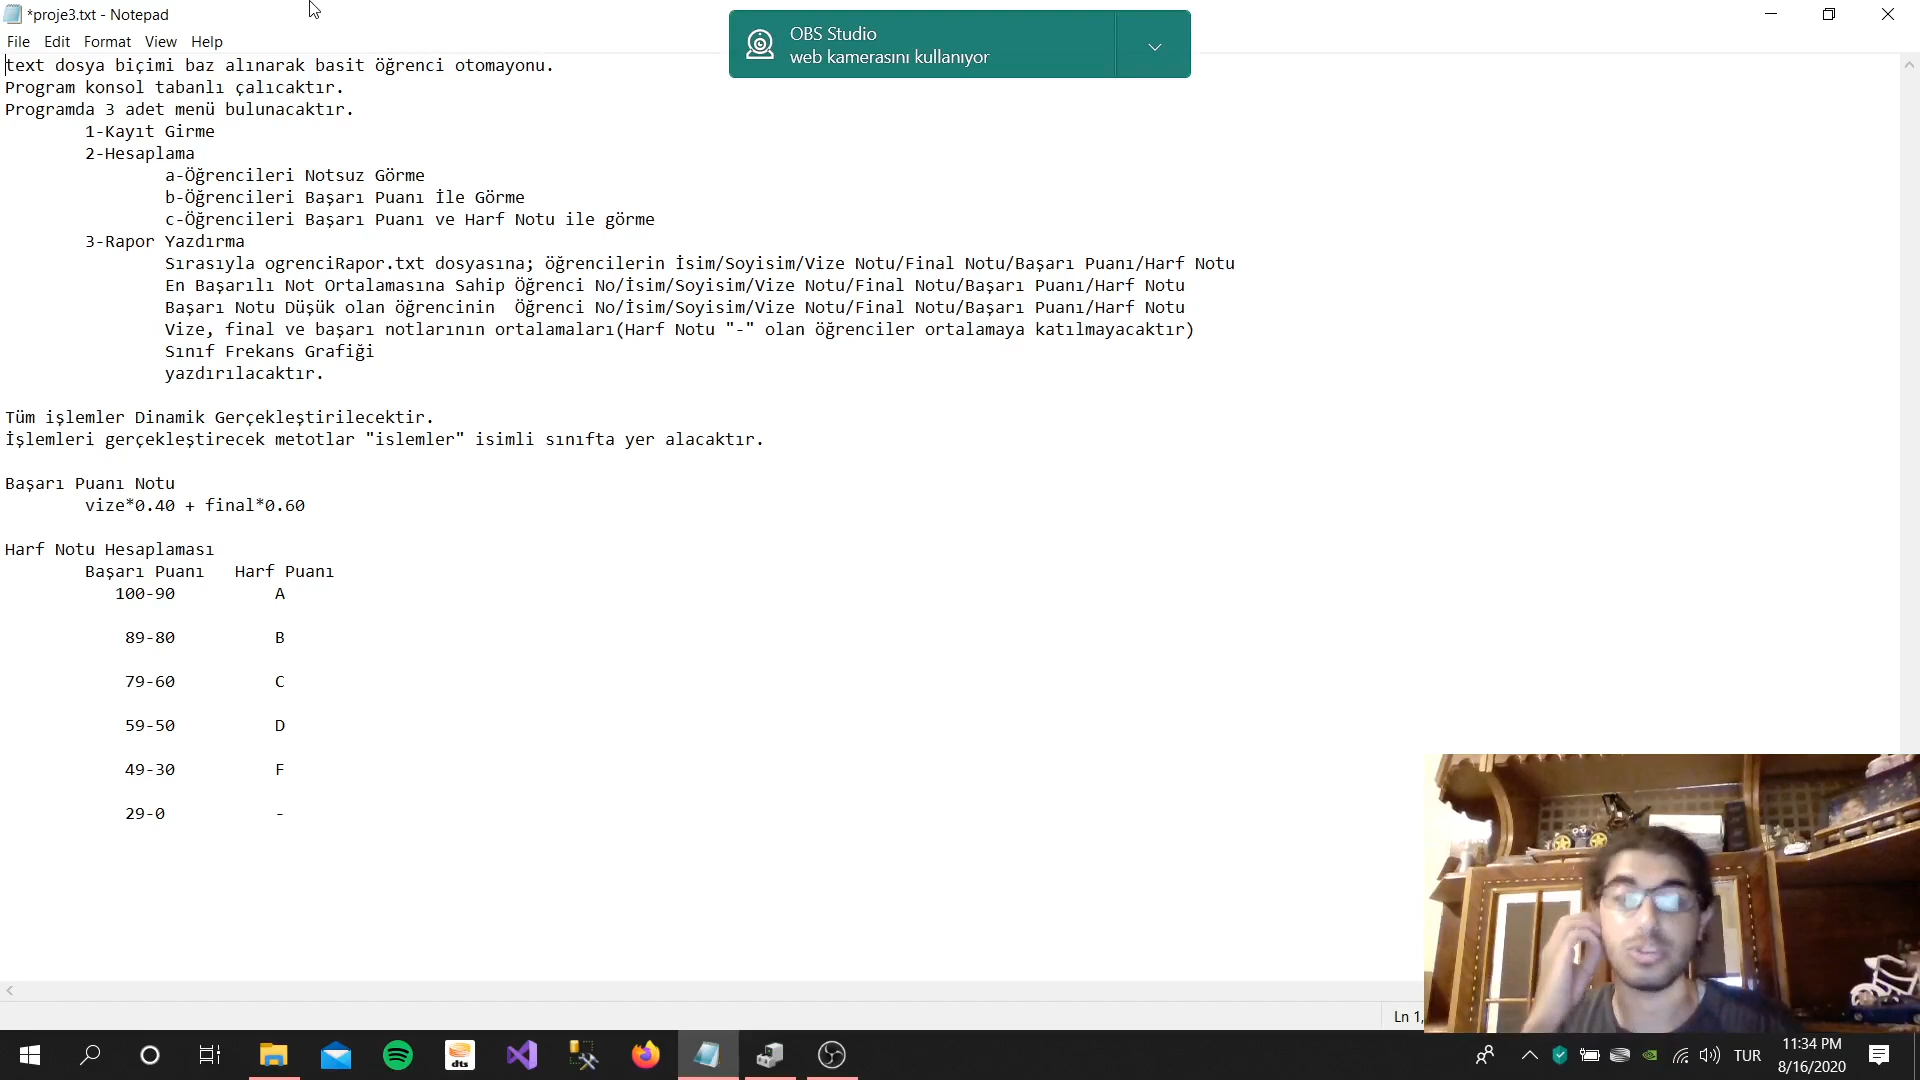 *proje3.txt - Notepad
File Edit Format View Help
OBS Studio
web kamerasını kullanıyor
text dosya biçimi baz alınarak basit öğrenci otomayonu.
Program konsol tabanlı çalıcaktır.
Programda 3 adet menü bulunacaktır.
1-Kayıt Girme
2-Hesaplama
a-Öğrencileri Notsuz Görme
b-Öğrencileri Başarı Puanı İle Görme
c-Öğrencileri Başarı Puanı ve Harf Notu ile görme
3-Rapor Yazdırma
Sırasıyla ogrenciRapor.txt dosyasına; öğrencilerin İsim/Soyisim/Vize Notu/Final Notu/Başarı Puanı/Harf Notu
En Başarılı Not Ortalamasına Sahip Öğrenci No/İsim/Soyisim/Vize Notu/Final Notu/Başarı Puanı/Harf Notu
Başarı Notu Düşük olan öğrencinin  Öğrenci No/İsim/Soyisim/Vize Notu/Final Notu/Başarı Puanı/Harf Notu
Vize, final ve başarı notlarının ortalamaları(Harf Notu "-" olan öğrenciler ortalamaya katılmayacaktır)
Sınıf Frekans Grafiği
yazdırılacaktır.
Tüm işlemler Dinamik Gerçekleştirilecektir.
İşlemleri gerçekleştirecek metotlar "islemler" isimli sınıfta yer alacaktır.
Başarı Puanı Notu
vize*0.40 + final*0.60
Harf Notu Hesaplaması
Başarı Puanı Harf Puanı
100-90 A
89-80 B
79-60 C
59-50 D
49-30 F
29-0 -
Ln 1,
dts
TUR
11:34 PM
8/16/2020